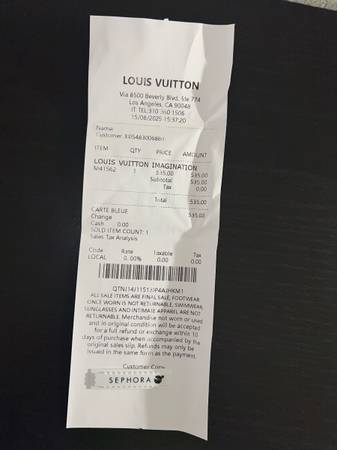 LOUIS VUITTON
Via 8500 Beverly Blvd. Ste 774
Los Angeles, CA 90048
IT TEL:310 360 1506
15/08/2025 15:37:20
Name:
Customer
ITEM QTY PRICE AMOUNT
LOUIS VUITTON IMAGINATION
M41562 1 535.00 535.00
Subtotal 535.00
Tax 0.00
Total 535.00
CARTE BLEUE 535.00
Change
Cash 0.00
SOLD ITEM COUNT: 1
Sales Tax Analysis
Code Rate Taxable Tax
LOCAL 0.00% 0.00 0.00
ALL SALE ITEMS ARE FINAL SALE, FOOTWEAR
ONCE WORN IS NOT RETURNABLE, SWIMWEAR,
SUNGLASSES AND INTIMATE APPAREL ARE NOT
RETURNABLE. Merchandise not worn or used
and in original condition will be accepted
for a full refund or exchange within 10
days of purchase when accompanied by the
original sales slip. Refunds may only be
issued in the same form as the payment.
Customer Copy
SEPHORA